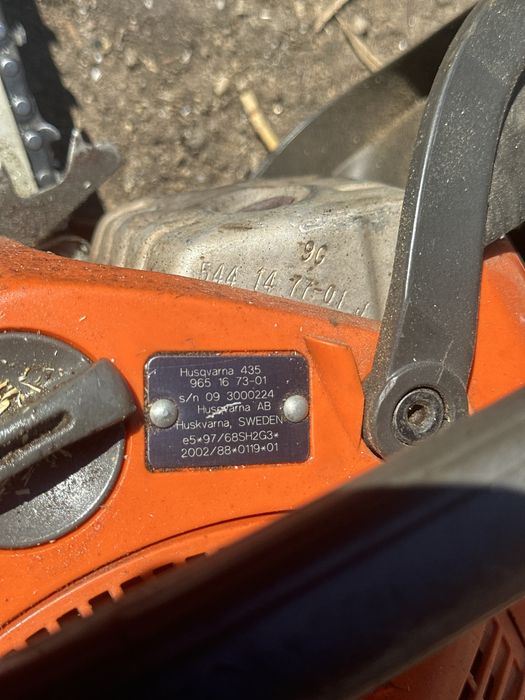 9G
544 14 77-01 J
Husqvarna 435
965 16 73-01
s/n 09 3000224
Husqvarna AB
Huskvarna, SWEDEN
e5*97/68SH2G3*
2002/88*0119*01